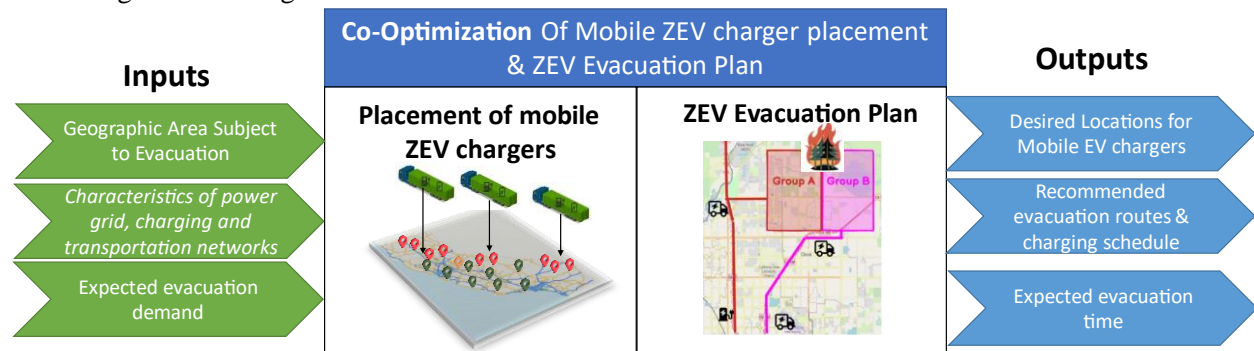 Co-Optimization Of Mobile ZEV charger placement
& ZEV Evacuation Plan
Inputs
Geographic Area Subject
to Evacuation
Characteristics of power
grid, charging and
transportation networks
Expected evacuation
demand
Placement of mobile
ZEV chargers
ZEV Evacuation Plan
Group A
Group B
Outputs
Desired Locations for
Mobile EV chargers
Recommended
evacuation routes &
charging schedule
Expected evacuation
time